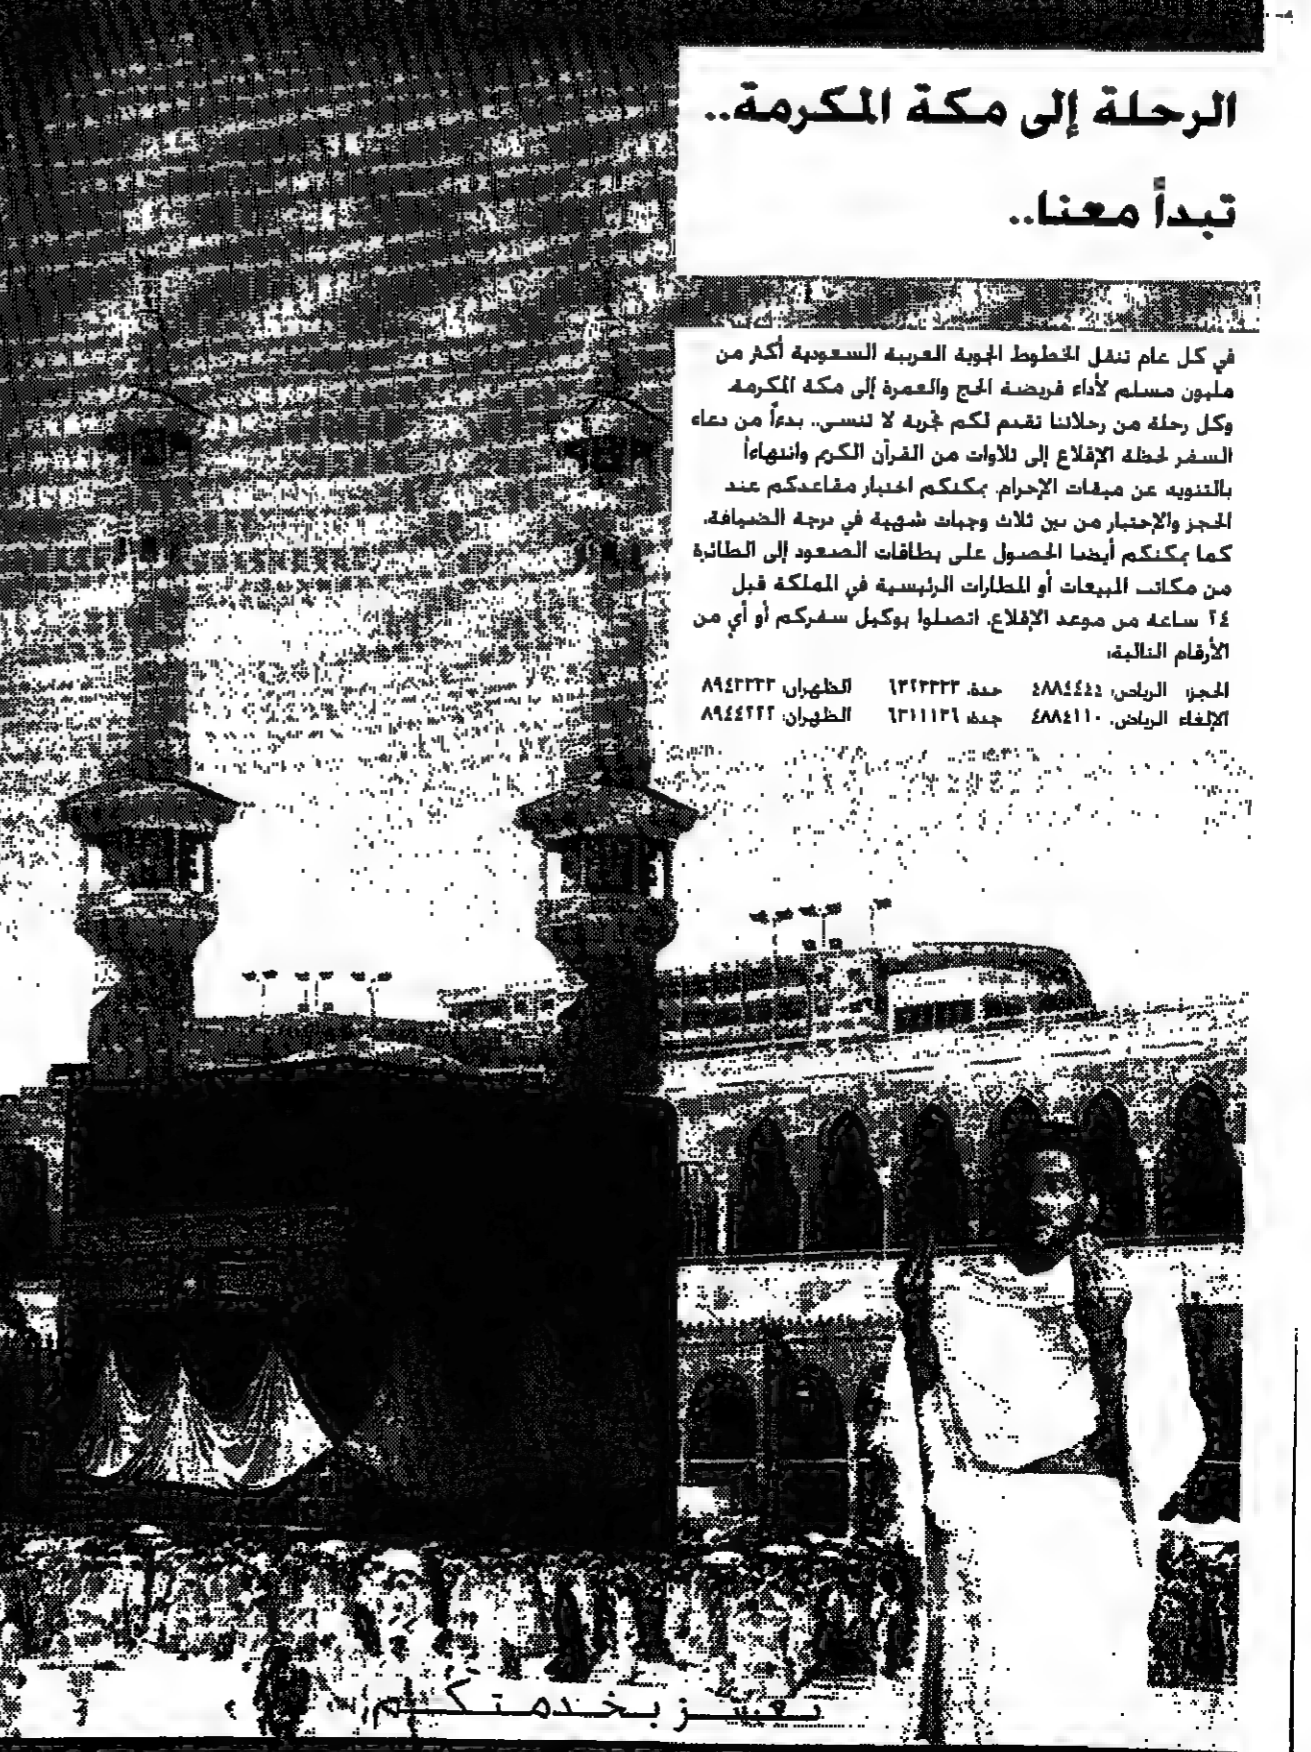 الرحلة إلى مكة المكرمة..
تبدأ معنا..
في كل عام تنقل الخطوط الجوية العربية السعودية أكثر من
مليون مسلم لأداء فريضة الحج والعمرة إلى مكة المكرمة
وكل رحلة من رحلاتنا تقدم لكم تجربة لا تنسى.. بدءاً من دعاء
السفر لحظة الإقلاع إلى تلاوات من القرآن الكريم وانتهاءاً
بالتنويه عن ميقات الإحرام. يمكنكم اختيار مقاعدكم عند
الحجز والإختيار من بين ثلاث وجبات شهية في درجة الضيافة.
كما يمكنكم أيضا الحصول على بطاقات الصعود إلى الطائرة
من مكاتب المبيعات أو المطارات الرئيسية في المملكة قبل
٢٤ ساعة من موعد الإقلاع. اتصلوا بوكيل سفركم أو أي من
الأرقام التالية:
الحجز: الرياض: ٤٨٨٤٤٤٤ جدة: ٦٣٢٣٣٣٣ الظهران: ٨٩٤٣٣٣٣
الإلغاء الرياض: ٤٨٨٤١١٠ جدة: ٦٣١١١٣٦ الظهران: ٨٩٤٤٢٢٢
نعتز بخدمتكم